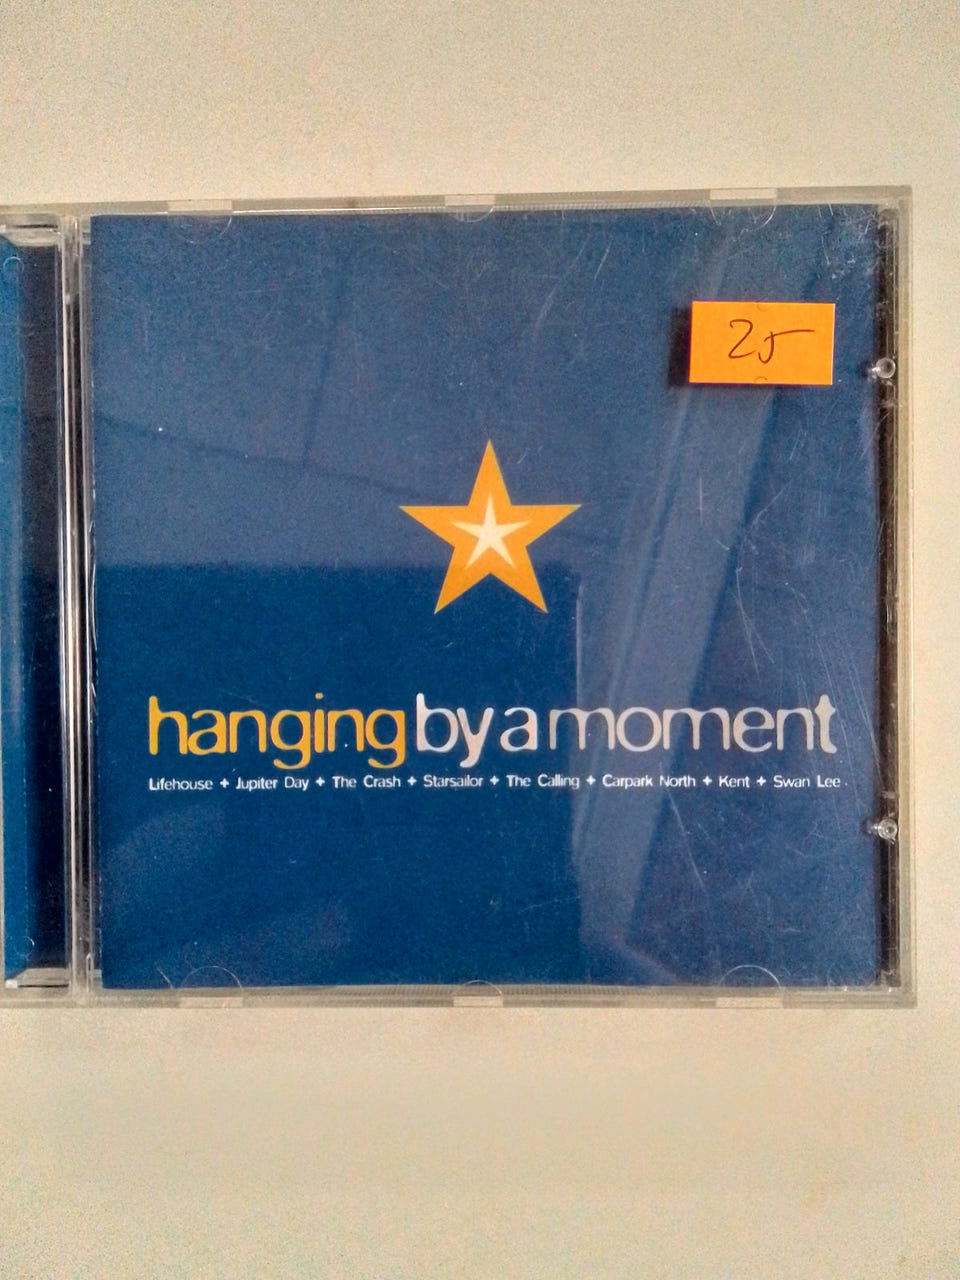 25
hanging by a moment
Lifehouse + Jupiter Day + The Crash + Starsailor + The Calling + Carpark North + Kent + Swan Lee